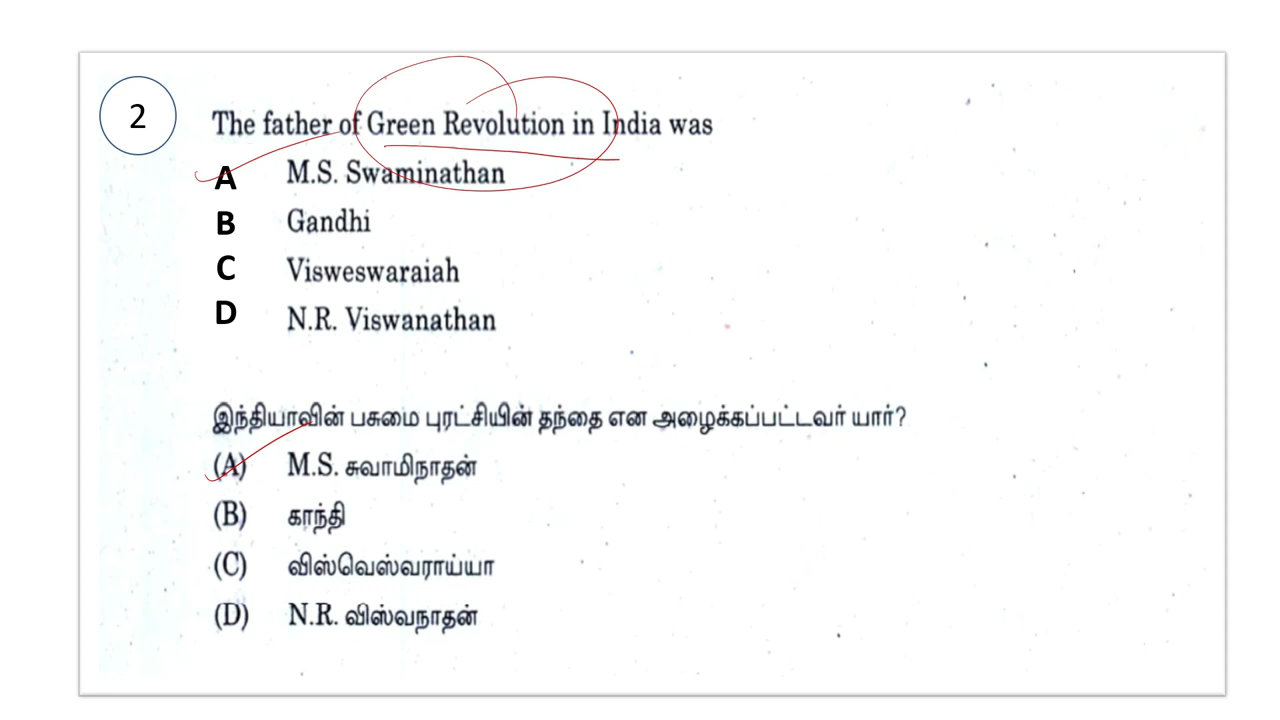 2
The father of Green Revolution in India was
A M.S. Swaminathan
B Gandhi
C Visweswaraiah
D N.R. Viswanathan
இந்தியாவின் பசுமை புரட்சியின் தந்தை என அழைக்கப்பட்டவர் யார்?
(A) M.S. சுவாமிநாதன்
(B) காந்தி
(C) விஸ்வெஸ்வராய்யா
(D) N.R. விஸ்வநாதன்